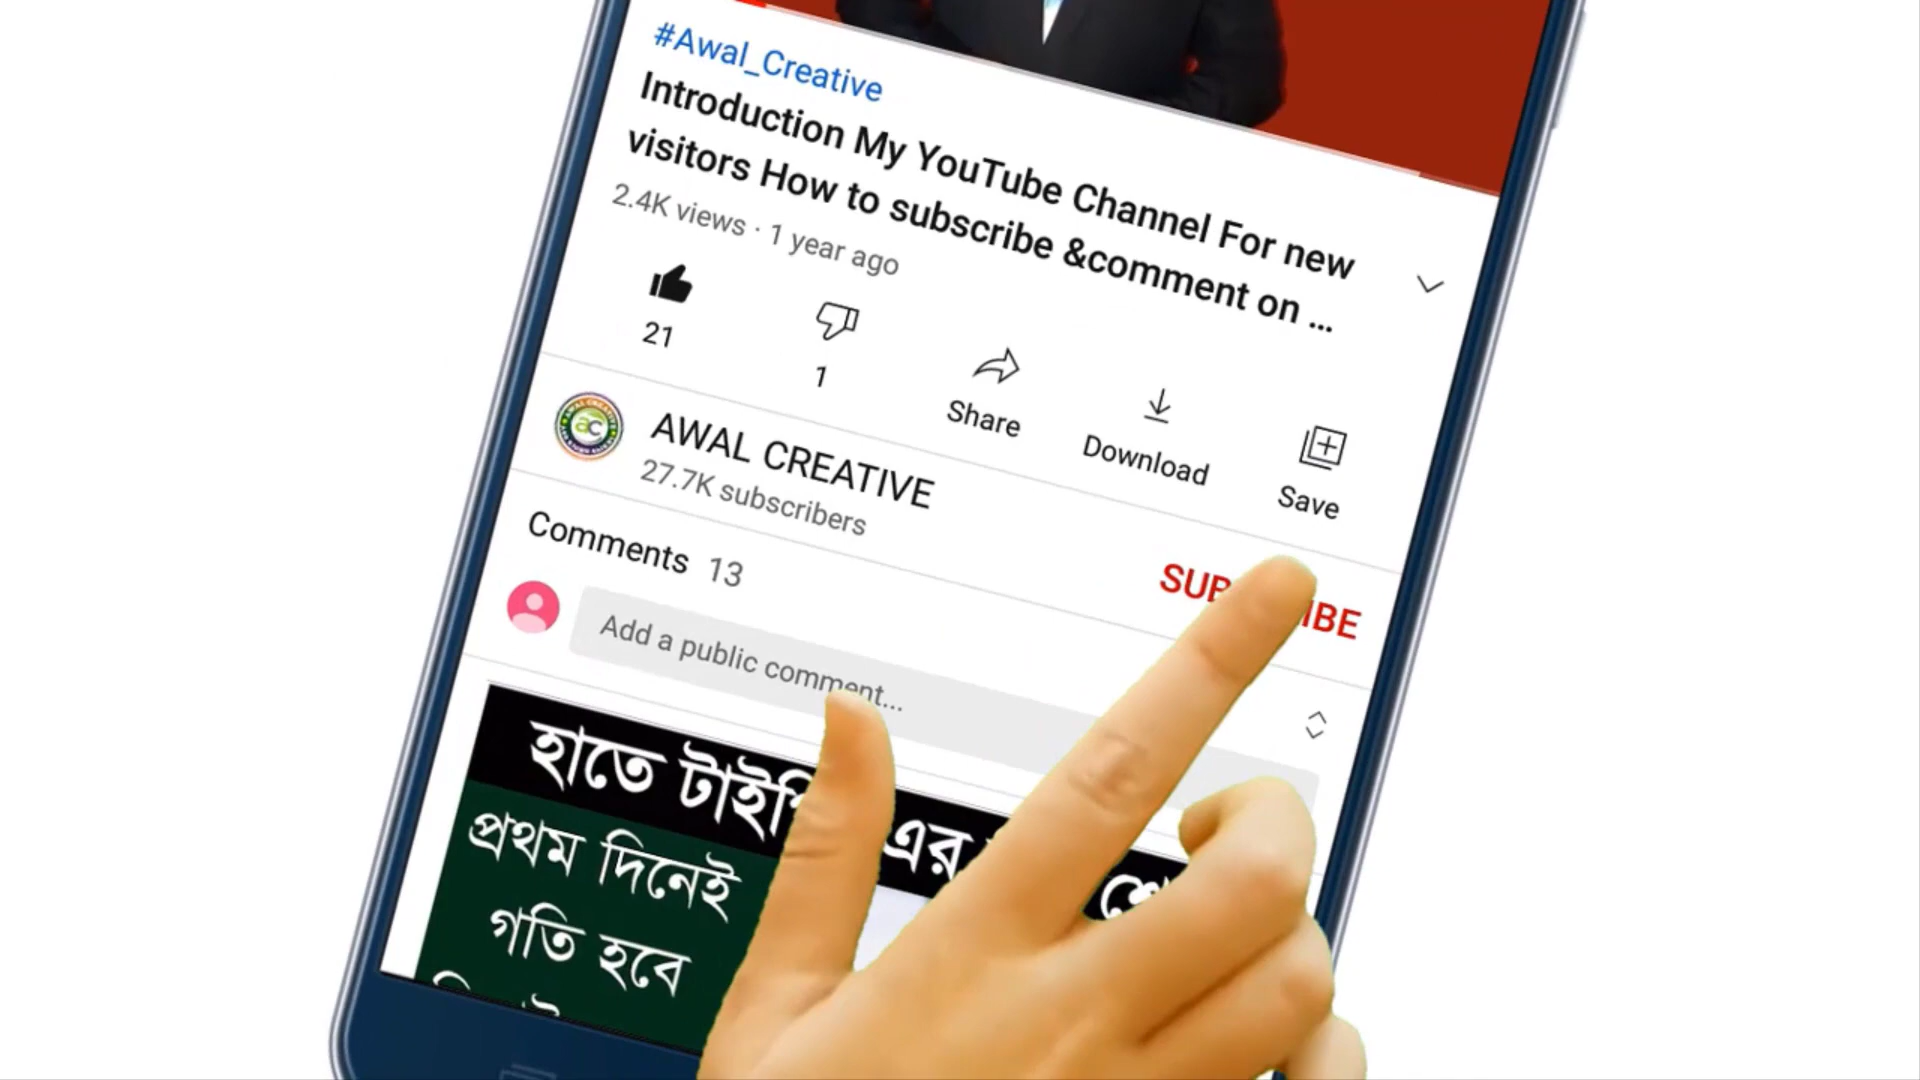 #Awal_Creative
Introduction My YouTube Channel For new
visitors How to subscribe &comment on ...
2.4K views · 1 year ago
21
1
Share
Download
Save
AWAL CREATIVE
27.7K subscribers
Comments 13
Add a public comment...
হাতে এর
প্রথম দিনেই
গতি হবে